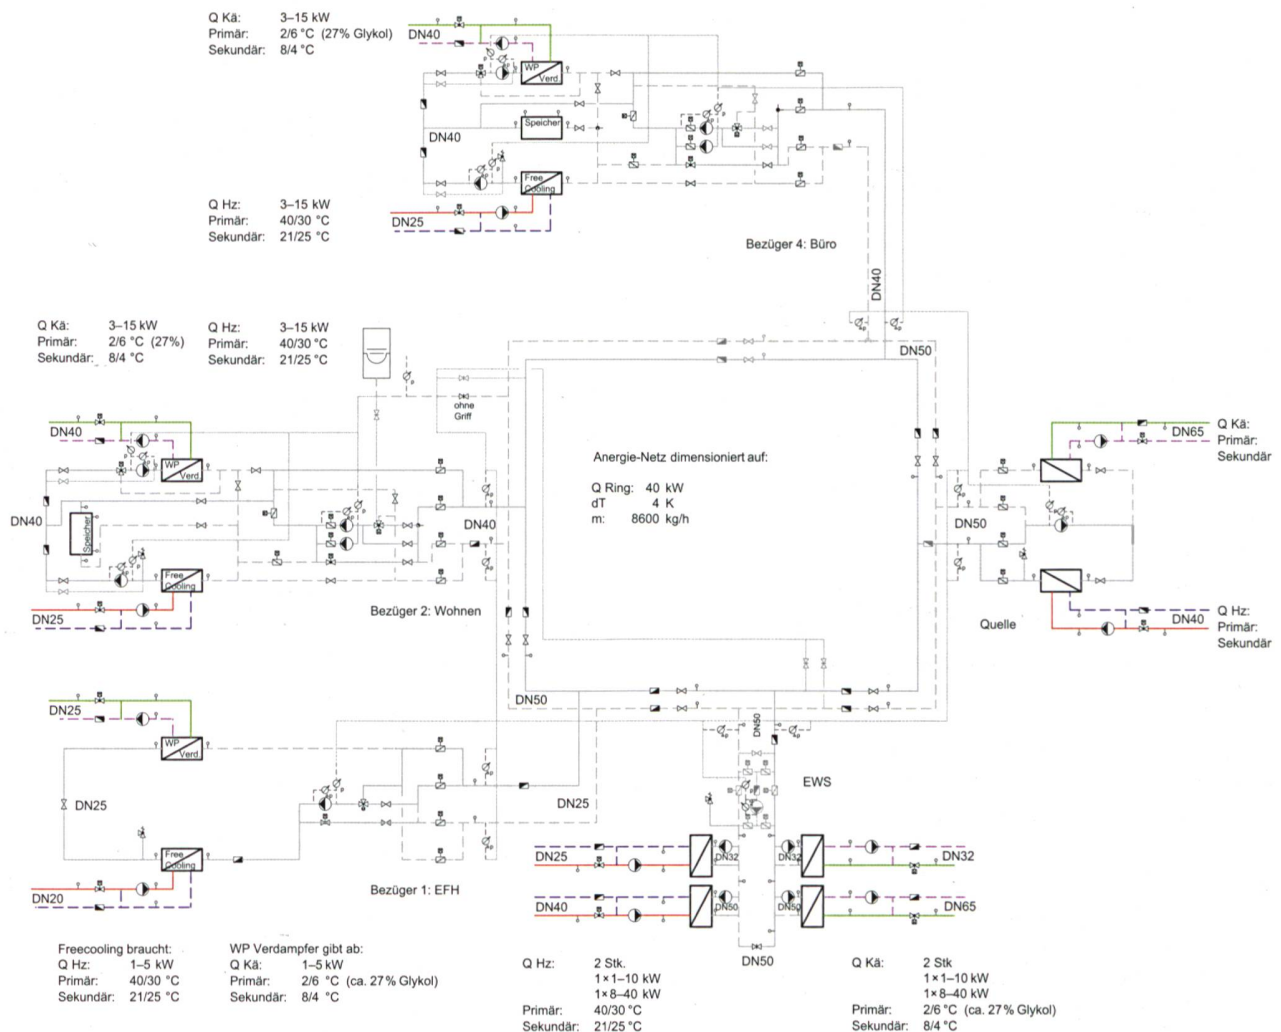 Q Kä: 3–15 kW
Primär: 2/6 °C (27% Glykol)
Sekundär: 8/4 °C
DN40
WP
Verd.
DN40
Speicher
Free
Cooling
Q Hz: 3–15 kW
Primär: 40/30 °C
Sekundär: 21/25 °C
DN25
Bezüger 4: Büro
DN40
DN50
Q Kä: 3–15 kW
Primär: 2/6 °C (27%)
Sekundär: 8/4 °C
Q Hz: 3–15 kW
Primär: 40/30 °C
Sekundär: 21/25 °C
ohne
Griff
DN40
WP
Verd.
DN40
Speicher
Free
Cooling
DN25
DN40
Bezüger 2: Wohnen
Energie-Netz dimensioniert auf:
Q Ring: 40 kW
dT 4 K
m: 8600 kg/h
DN65
Q Kä:
Primär:
Sekundär
DN50
Quelle
DN40
Q Hz:
Primär:
Sekundär
DN50
DN25
WP
Verd.
DN25
Free
Cooling
DN20
DN25
Bezüger 1: EFH
DN50
EWS
DN25
DN32
DN32
DN32
DN40
DN50
DN50
DN65
DN50
Freecooling braucht:
Q Hz: 1–5 kW
Primär: 40/30 °C
Sekundär: 21/25 °C
WP Verdampfer gibt ab:
Q Kä: 1–5 kW
Primär: 2/6 °C (ca. 27% Glykol)
Sekundär: 8/4 °C
Q Hz: 2 Stk.
1×1–10 kW
1×8–40 kW
Primär: 40/30 °C
Sekundär: 21/25 °C
Q Kä: 2 Stk
1×1–10 kW
1×8–40 kW
Primär: 2/6 °C (ca. 27% Glykol)
Sekundär: 8/4 °C